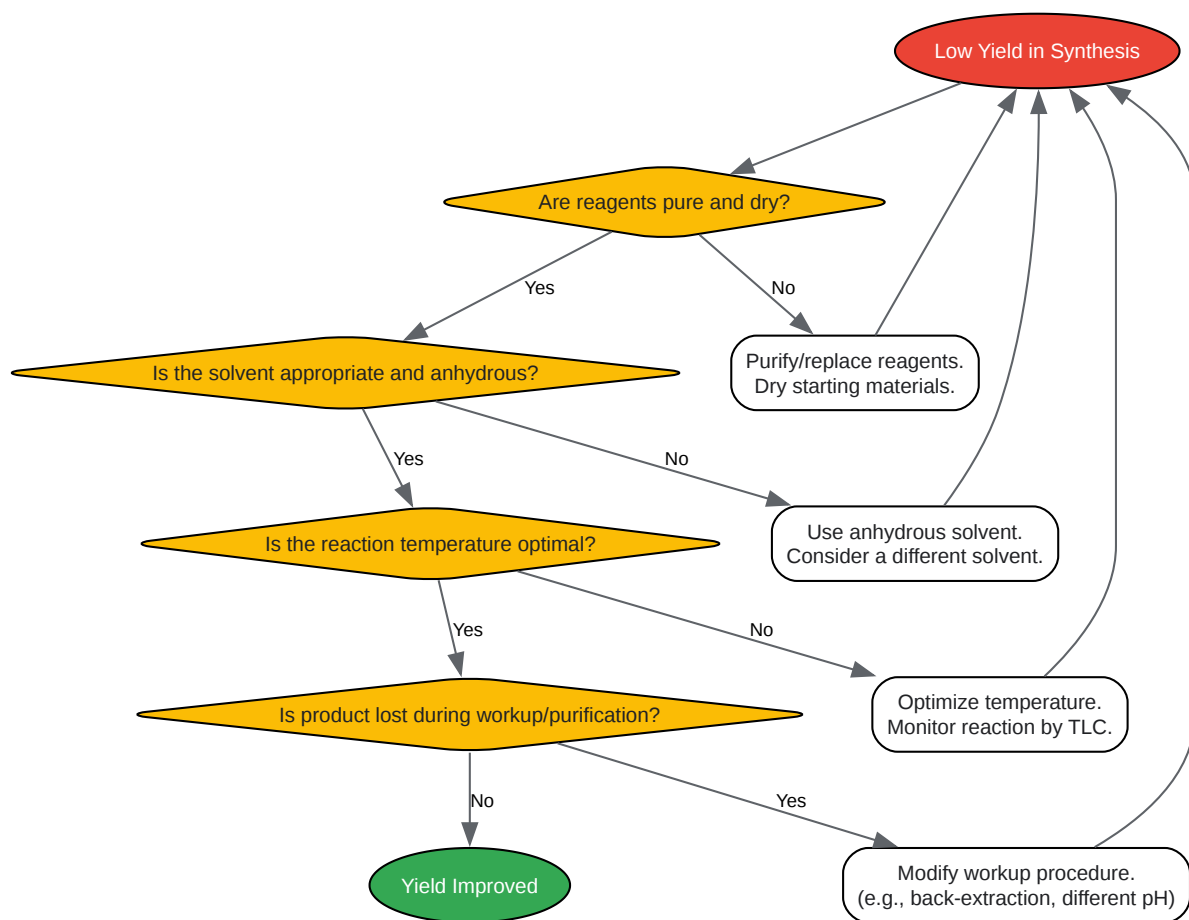 Low Yield in Synthesis
Are reagents pure and dry?
Yes
No
Purify/replace reagents.
Dry starting materials.
Is the solvent appropriate and anhydrous?
Yes
No
Use anhydrous solvent.
Consider a different solvent.
Is the reaction temperature optimal?
Yes
No
Optimize temperature.
Monitor reaction by TLC.
Is product lost during workup/purification?
No
Yes
Yield Improved
Modify workup procedure.
(e.g., back-extraction, different pH)